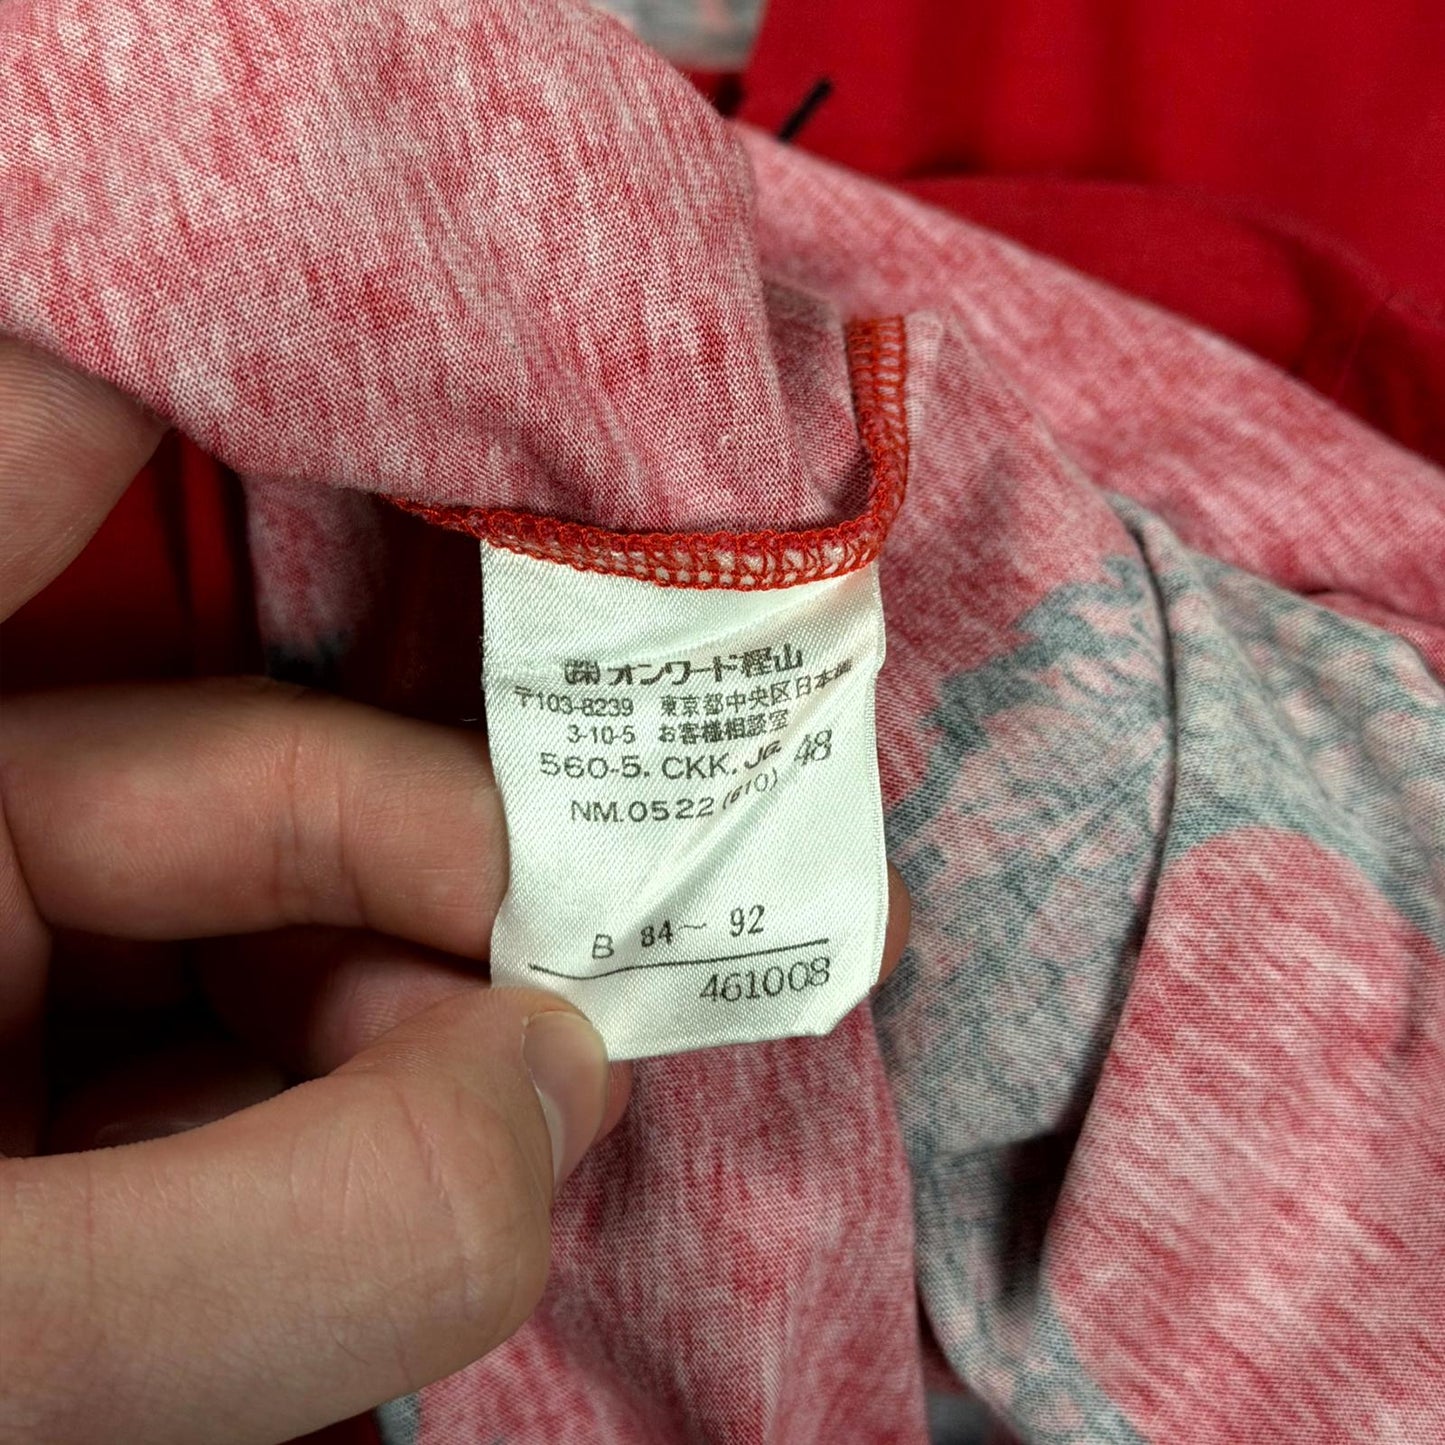 ㈱オンワード樫山
〒103-8239 東京都中央区日本橋
3-10-5 お客様相談室
560-5. CKK. JG. 48
NM.0522 (610)
B 84～ 92
461008